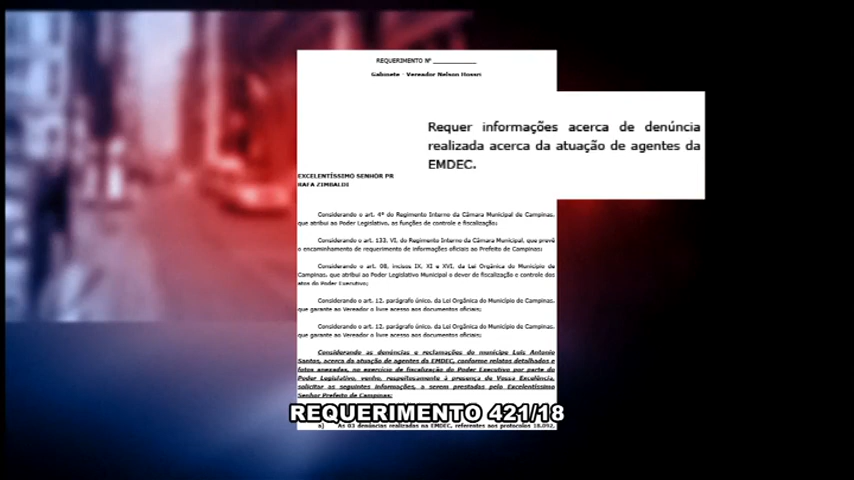 REQUERIMENTO Nº ____________
Gabinete - Vereador Nelson Hossri
Requer informações acerca de denúncia
realizada acerca da atuação de agentes da
EMDEC.
EXCELENTÍSSIMO SENHOR PR
RAFA ZIMBALDI
Considerando o art. 4º do Regimento Interno da Câmara Municipal de Campinas,
que atribui ao Poder Legislativo, as funções de controle e fiscalização;
Considerando o art. 133, VI, do Regimento Interno da Câmara Municipal, que prevê
o encaminhamento de requerimento de informações oficiais ao Prefeito de Campinas;
Considerando o art. 08, incisos IX, XI e XVI, da Lei Orgânica do Município de
Campinas, que atribui ao Poder Legislativo Municipal o dever de fiscalização e controle dos
atos do Poder Executivo;
Considerando o art. 12, parágrafo único, da Lei Orgânica do Município de Campinas,
que garante ao Vereador o livre acesso aos documentos oficiais;
Considerando o art. 12, parágrafo único, da Lei Orgânica do Município de Campinas,
que garante ao Vereador o livre acesso aos documentos oficiais;
Considerando as denúncias e reclamações do munícipe Luis Antonio
Santos, acerca da atuação de agentes da EMDEC, conforme relatos detalhados e
fotos anexadas, no exercício de fiscalização do Poder Executivo por parte do
Poder Legislativo, venho, respeitosamente à presença de Vossa Excelência,
solicitar as seguintes informações, a serem prestadas pelo Excelentíssimo
Senhor Prefeito de Campinas:
REQUERIMENTO 421/18
a) As 03 denúncias realizadas na EMDEC, referentes aos protocolos 18.092,